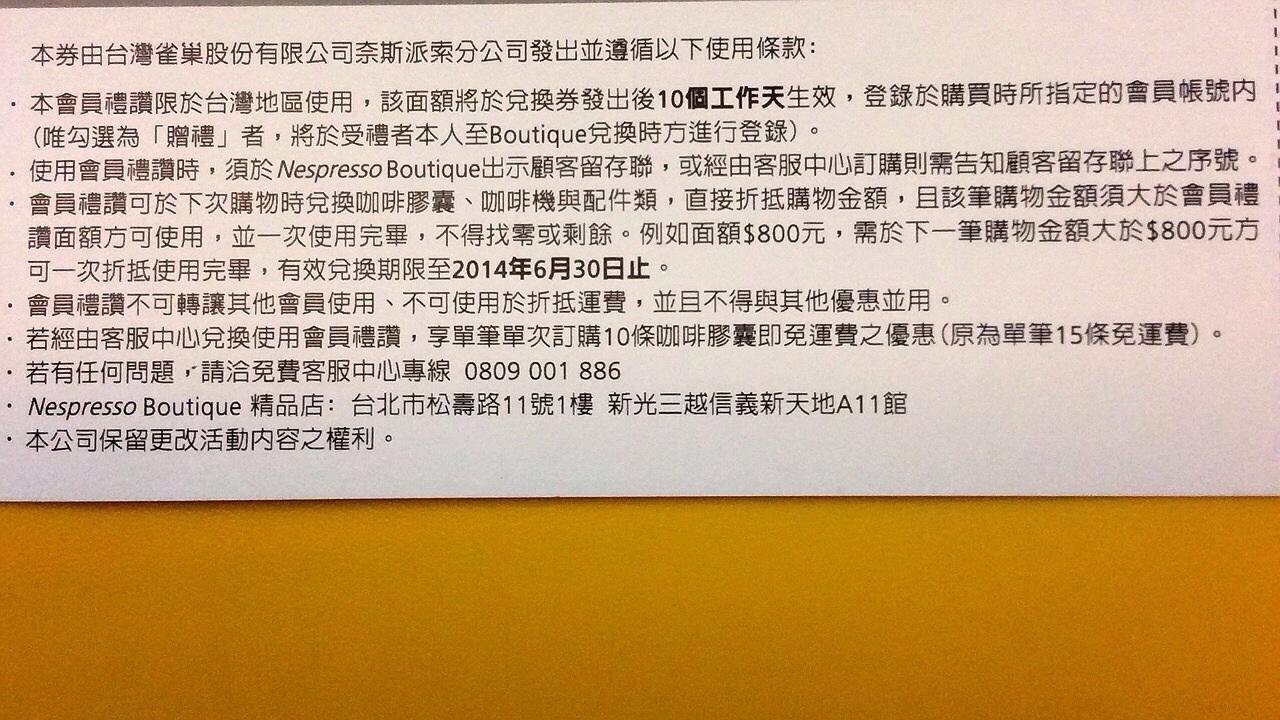 本券由台灣雀巢股份有限公司奈斯派索分公司發出並遵循以下使用條款：
· 本會員禮讚限於台灣地區使用，該面額將於兌換券發出後10個工作天生效，登錄於購買時所指定的會員帳號內
(唯勾選為「贈禮」者，將於受禮者本人至Boutique兌換時方進行登錄)。
· 使用會員禮讚時，須於Nespresso Boutique出示顧客留存聯，或經由客服中心訂購則需告知顧客留存聯上之序號。
· 會員禮讚可於下次購物時兌換咖啡膠囊、咖啡機與配件類，直接折抵購物金額，且該筆購物金額須大於會員禮
讚面額方可使用，並一次使用完畢，不得找零或剩餘。例如面額$800元，需於下一筆購物金額大於$800元方
可一次折抵使用完畢，有效兌換期限至2014年6月30日止。
· 會員禮讚不可轉讓其他會員使用、不可使用於折抵運費，並且不得與其他優惠並用。
· 若經由客服中心兌換使用會員禮讚，享單筆單次訂購10條咖啡膠囊即免運費之優惠(原為單筆15條免運費)。
· 若有任何問題，請洽免費客服中心專線 0809 001 886
· Nespresso Boutique 精品店：台北市松壽路11號1樓 新光三越信義新天地A11館
· 本公司保留更改活動內容之權利。